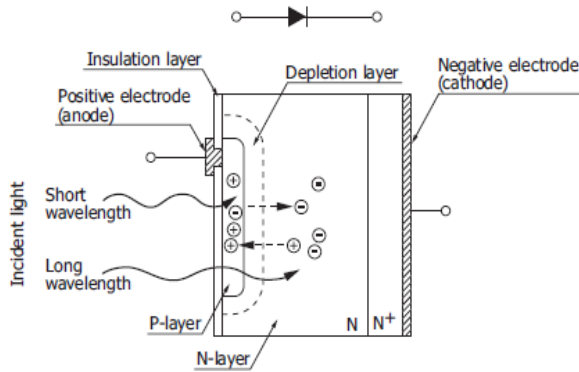 Insulation layer
Depletion layer
Negative electrode
(cathode)
Positive electrode
(anode)
Incident light
Short
wavelength
Long
wavelength
P-layer
N-layer
N
N+